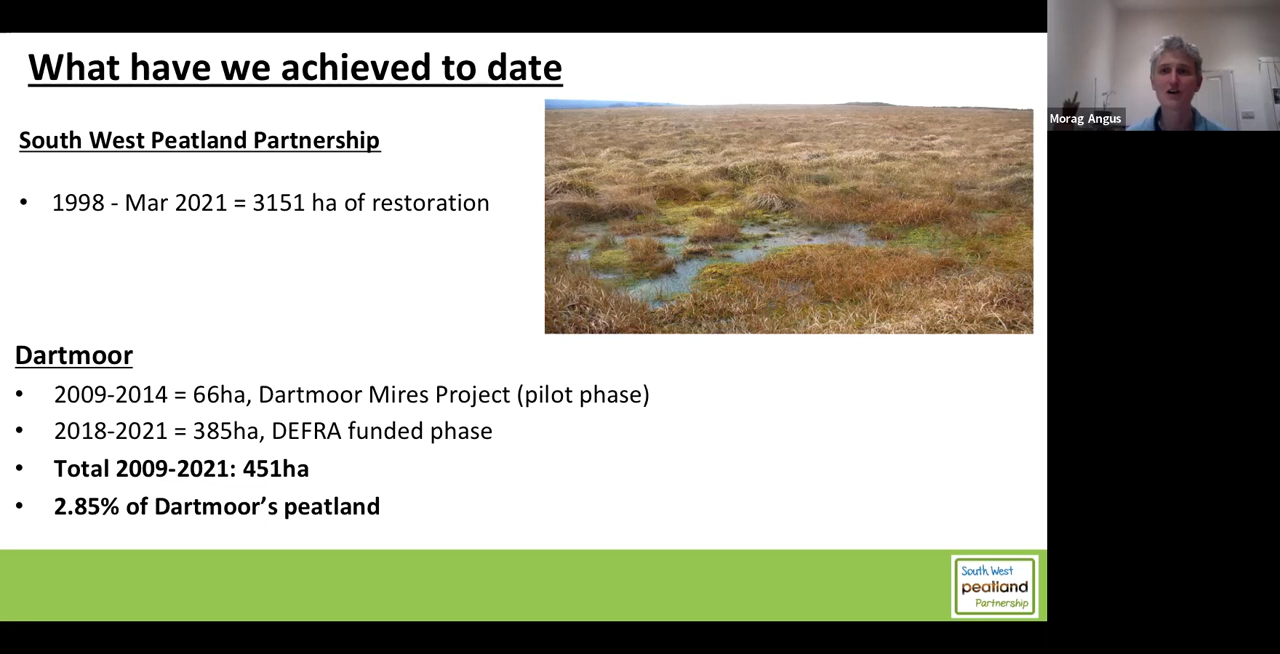 What have we achieved to date
South West Peatland Partnership
• 1998 - Mar 2021 = 3151 ha of restoration
Dartmoor
• 2009-2014 = 66ha, Dartmoor Mires Project (pilot phase)
• 2018-2021 = 385ha, DEFRA funded phase
• Total 2009-2021: 451ha
• 2.85% of Dartmoor’s peatland
South West
peatland
Partnership
Morag Angus